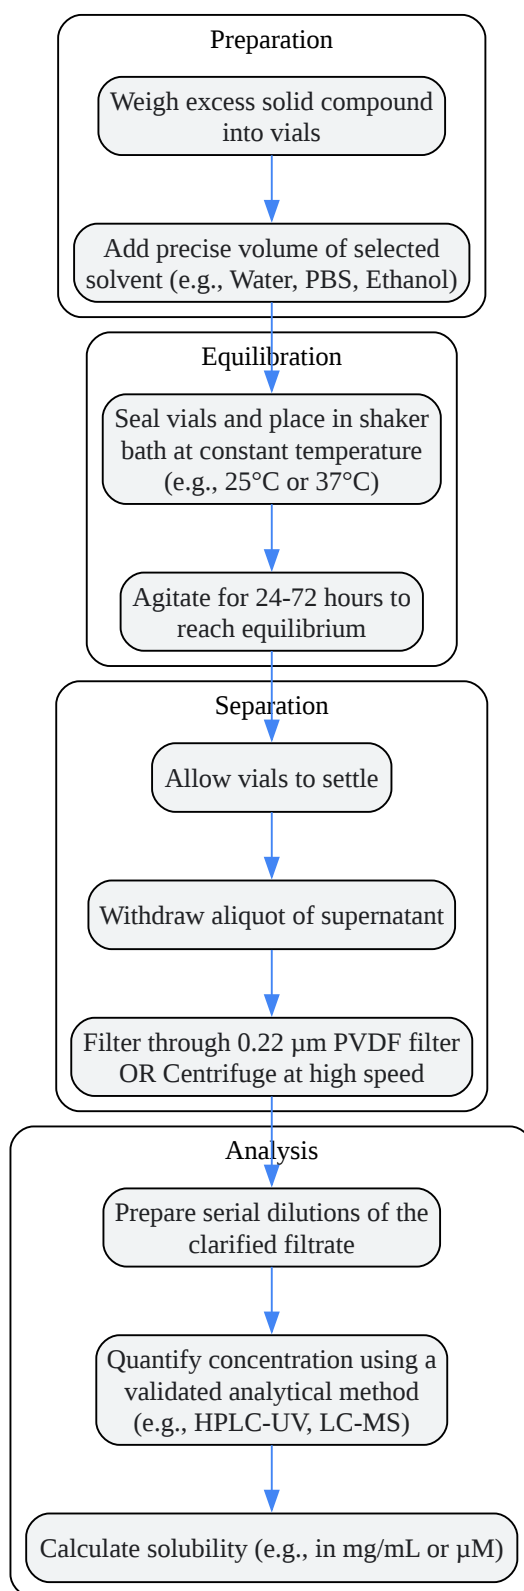 Preparation
Weigh excess solid compound
into vials
Add precise volume of selected
solvent (e.g., Water, PBS, Ethanol)
Equilibration
Seal vials and place in shaker
bath at constant temperature
(e.g., 25°C or 37°C)
Agitate for 24-72 hours to
reach equilibrium
Separation
Allow vials to settle
Withdraw aliquot of supernatant
Filter through 0.22 µm PVDF filter
OR Centrifuge at high speed
Analysis
Prepare serial dilutions of the
clarified filtrate
Quantify concentration using a
validated analytical method
(e.g., HPLC-UV, LC-MS)
Calculate solubility (e.g., in mg/mL or µM)